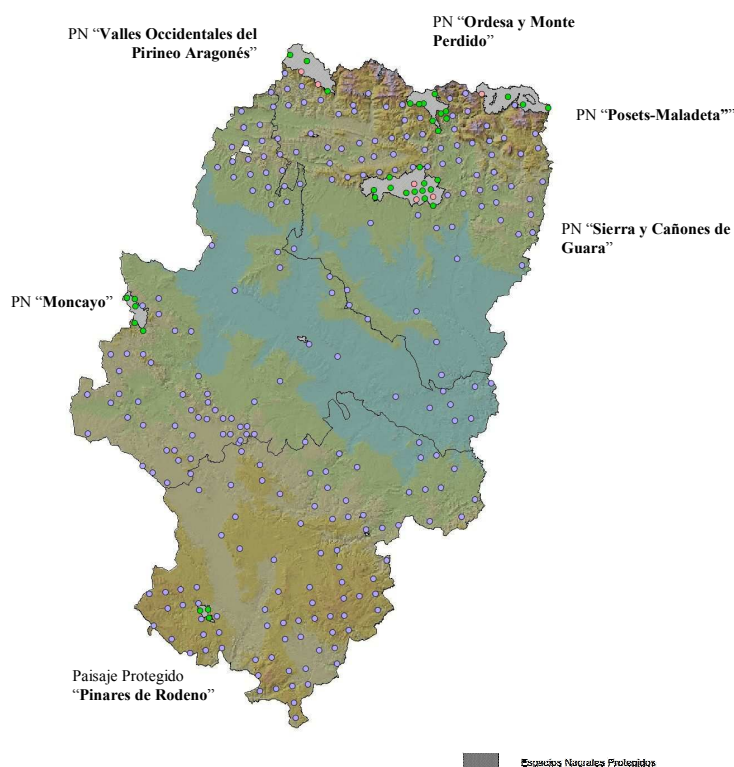 PN “Ordesa y Monte
Perdido”
PN “Valles Occidentales del
Pirineo Aragonés”
PN “Posets-Maladeta””
PN “Sierra y Cañones de
Guara”
PN “Moncayo”
Paisaje Protegido
“Pinares de Rodeno”
Espacios Naturales Protegidos